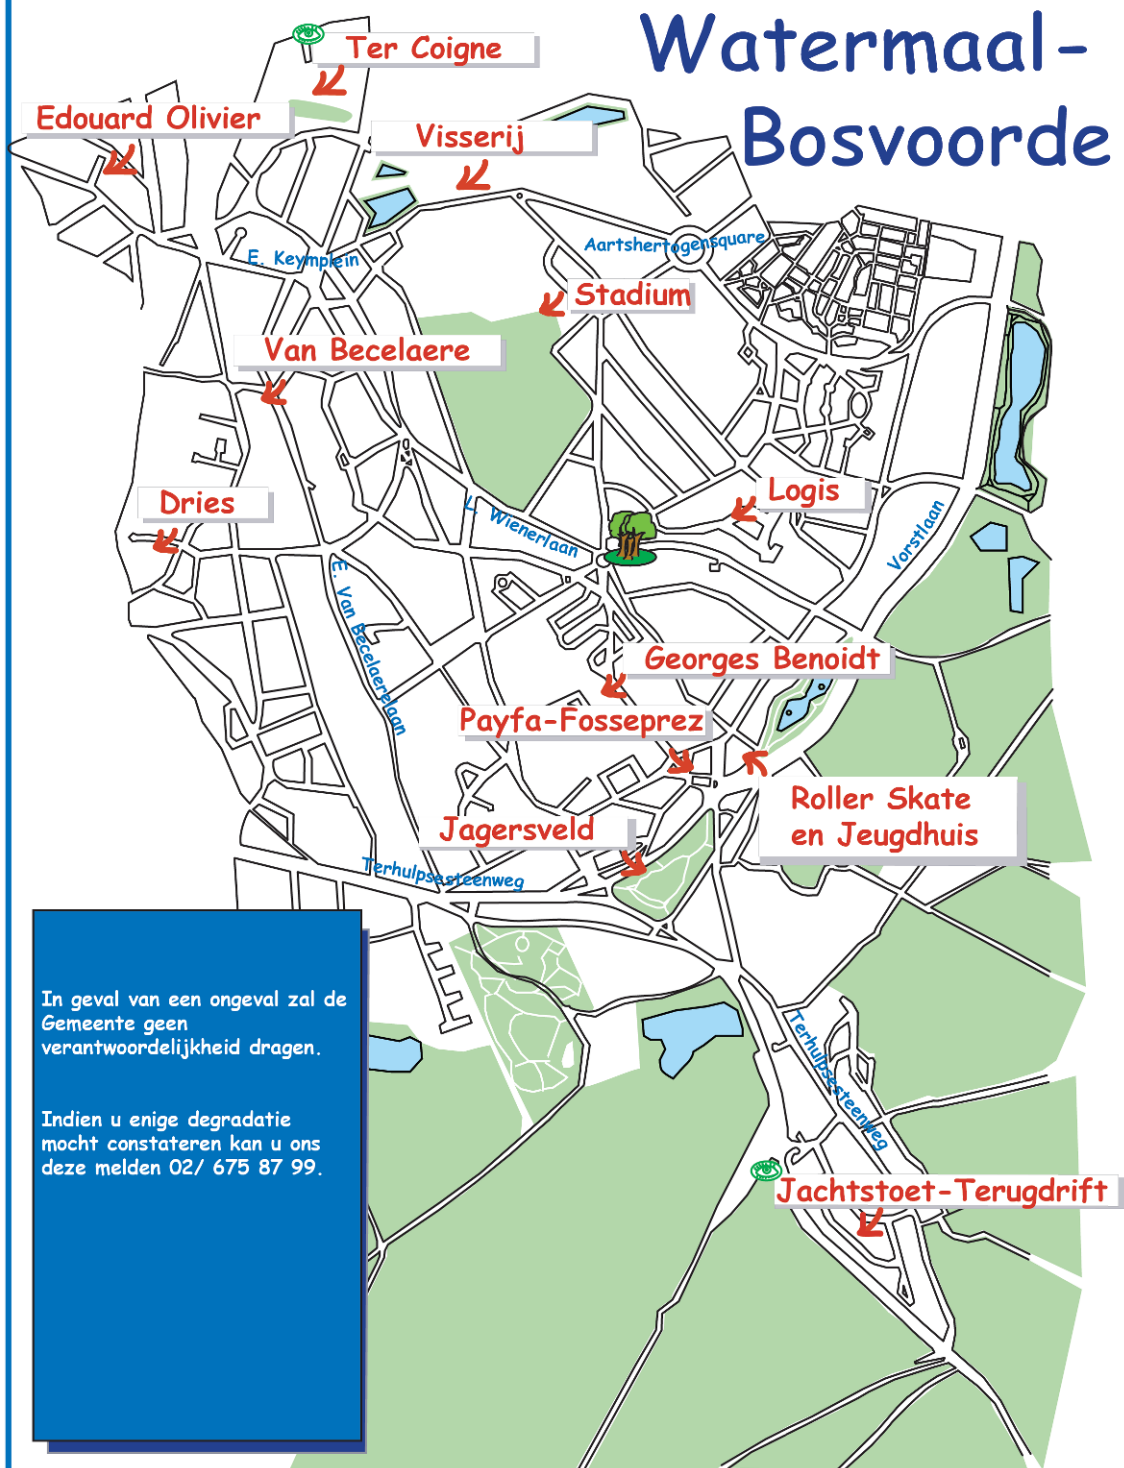 Watermaal-
Bosvoorde
Ter Coigne
Edouard Olivier
Visserij
Aartshertogensquare
E. Keymplein
Stadium
Van Becelaere
Logis
Dries
L. Wienerlaan
Vorstlaan
E. Van Becelaerelaan
Georges Benoidt
Payfa-Fosseprez
Roller Skate
en Jeugdhuis
Jagersveld
Terhulpsesteenweg
In geval van een ongeval zal de
Gemeente geen
verantwoordelijkheid dragen.
Indien u enige degradatie
mocht constateren kan u ons
deze melden 02/ 675 87 99.
Terhulpsesteenweg
Jachtstoet-Terugdrift